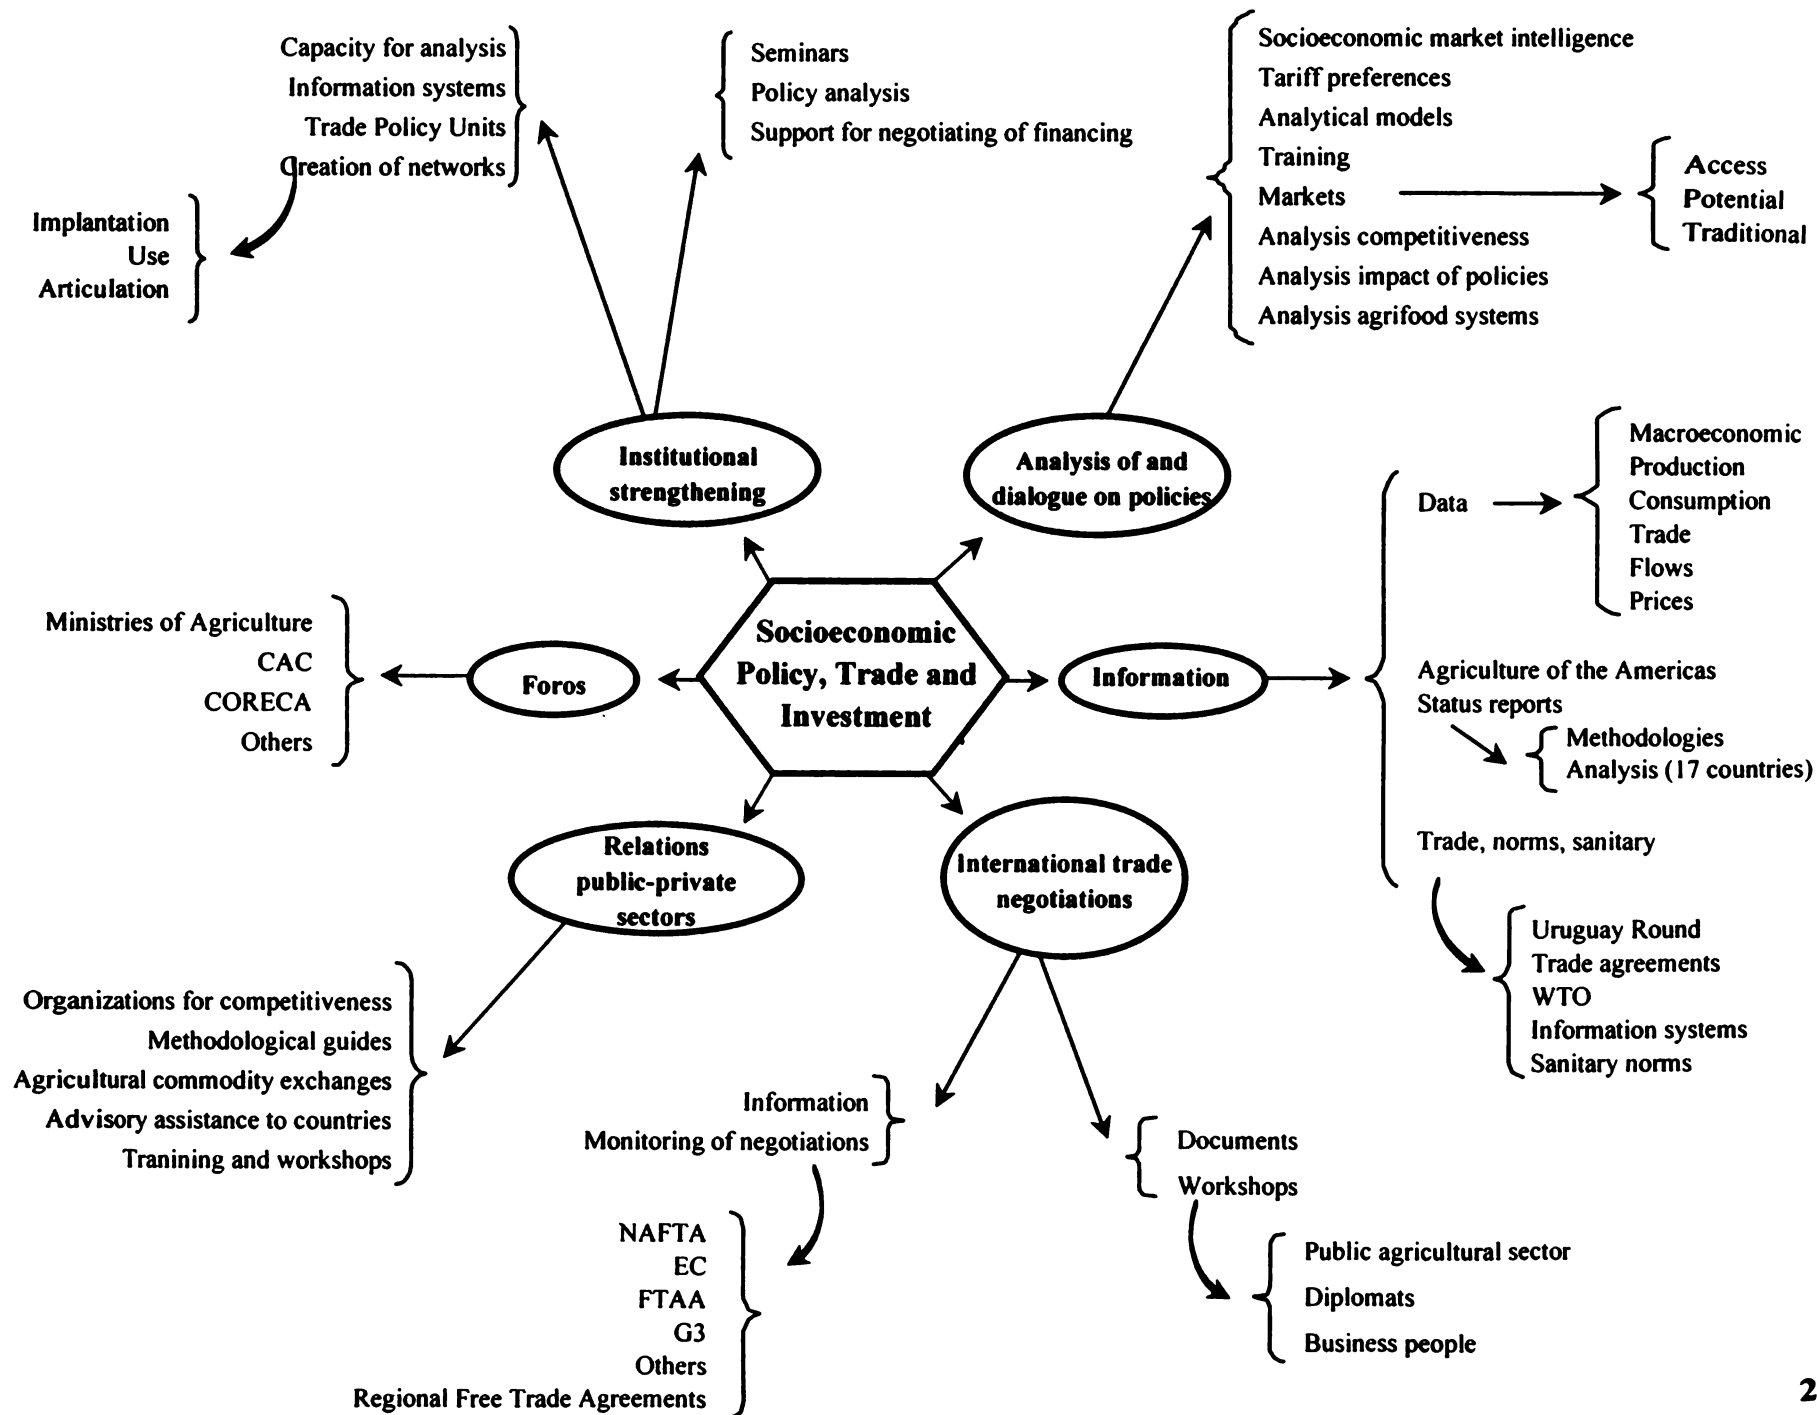 Capacity for analysis
Information systems
Trade Policy Units
Creation of networks
Implantation
Use
Articulation
Seminars
Policy analysis
Support for negotiating of financing
Socioeconomic market intelligence
Tariff preferences
Analytical models
Training
Markets
Analysis competitiveness
Analysis impact of policies
Analysis agrifood systems
Access
Potential
Traditional
Institutional
strengthening
Analysis of and
dialogue on policies
Data
Macroeconomic
Production
Consumption
Trade
Flows
Prices
Ministries of Agriculture
CAC
CORECA
Others
Foros
Socioeconomic
Policy, Trade and
Investment
Information
Agriculture of the Americas
Status reports
Methodologies
Analysis (17 countries)
Trade, norms, sanitary
Uruguay Round
Trade agreements
WTO
Information systems
Sanitary norms
Relations
public-private
sectors
International trade
negotiations
Organizations for competitiveness
Methodological guides
Agricultural commodity exchanges
Advisory assistance to countries
Tranining and workshops
Information
Monitoring of negotiations
NAFTA
EC
FTAA
G3
Others
Regional Free Trade Agreements
Documents
Workshops
Public agricultural sector
Diplomats
Business people
2